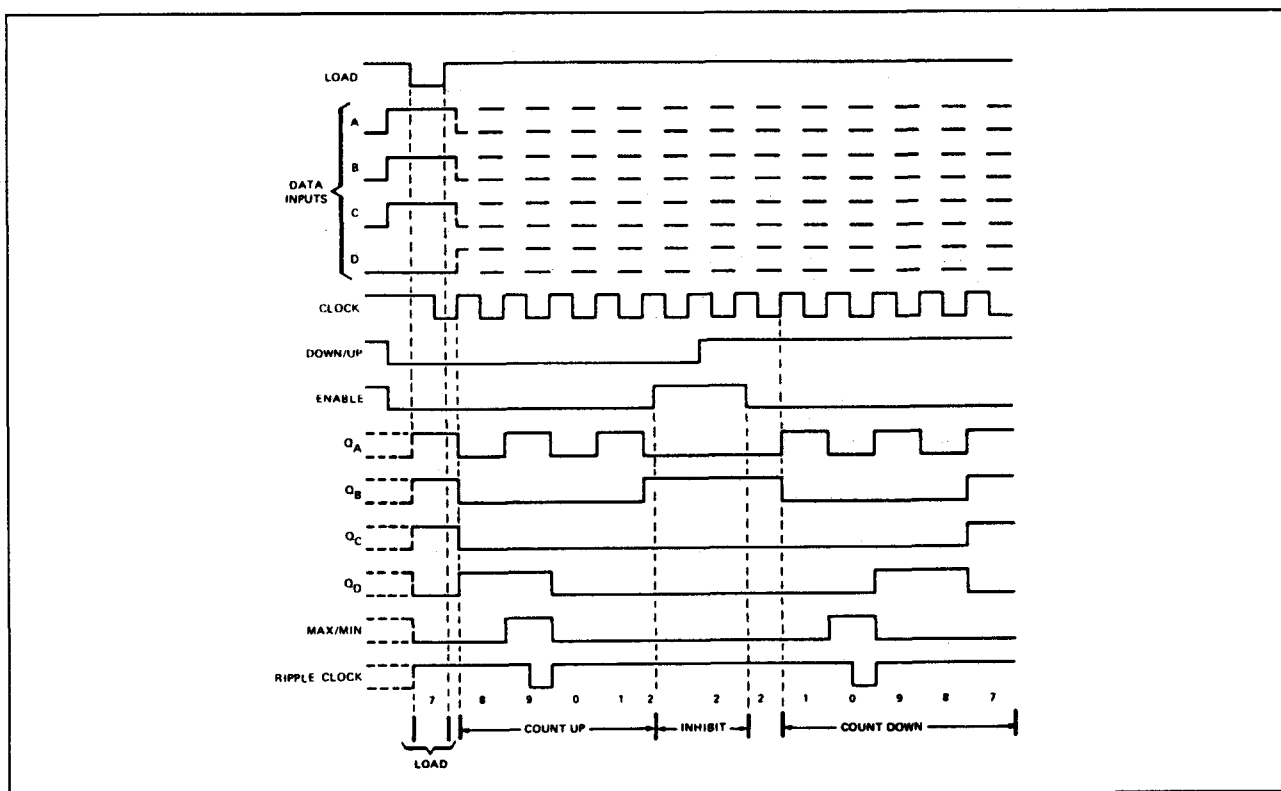 LOAD
A
B
DATA INPUTS
C
D
CLOCK
DOWN/UP
ENABLE
QA
QB
QC
QD
MAX/MIN
RIPPLE CLOCK
7 8 9 0 1 2 2 2 1 0 9 8 7
COUNT UP INHIBIT COUNT DOWN
LOAD